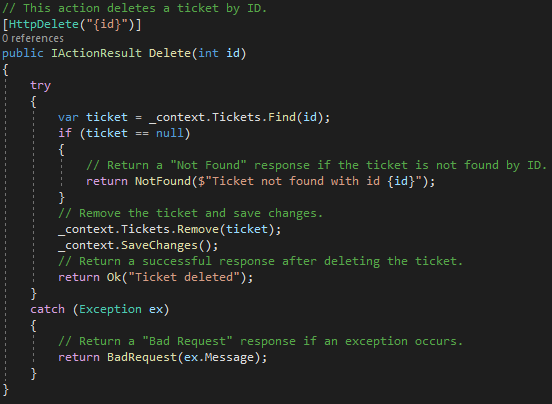 // This action deletes a ticket by ID.
[HttpDelete("{id}")]
0 references
public IActionResult Delete(int id)
{
try
{
var ticket = _context.Tickets.Find(id);
if (ticket == null)
{
// Return a "Not Found" response if the ticket is not found by ID.
return NotFound($"Ticket not found with id {id}");
}
// Remove the ticket and save changes.
_context.Tickets.Remove(ticket);
_context.SaveChanges();
// Return a successful response after deleting the ticket.
return Ok("Ticket deleted");
}
catch (Exception ex)
{
// Return a "Bad Request" response if an exception occurs.
return BadRequest(ex.Message);
}
}